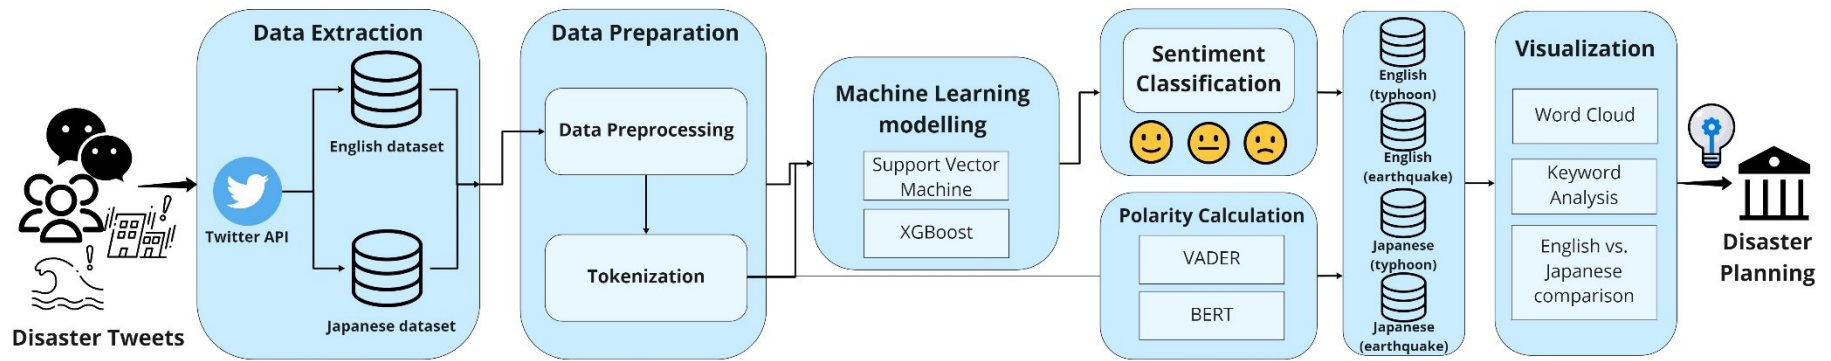 Disaster Tweets
Data Extraction
Twitter API
English dataset
Japanese dataset
Data Preparation
Data Preprocessing
Tokenization
Machine Learning
modelling
Support Vector
Machine
XGBoost
Sentiment
Classification
Polarity Calculation
VADER
BERT
English
(typhoon)
English
(earthquake)
Japanese
(typhoon)
Japanese
(earthquake)
Visualization
Word Cloud
Keyword
Analysis
English vs.
Japanese
comparison
Disaster
Planning